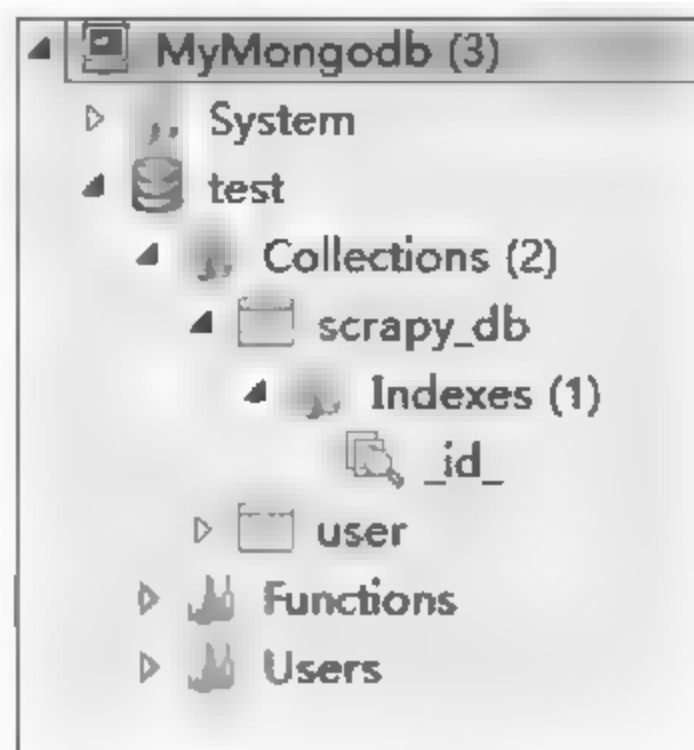 MyMongodb (3)
System
test
Collections (2)
scrapy_db
Indexes (1)
_id_
user
Functions
Users